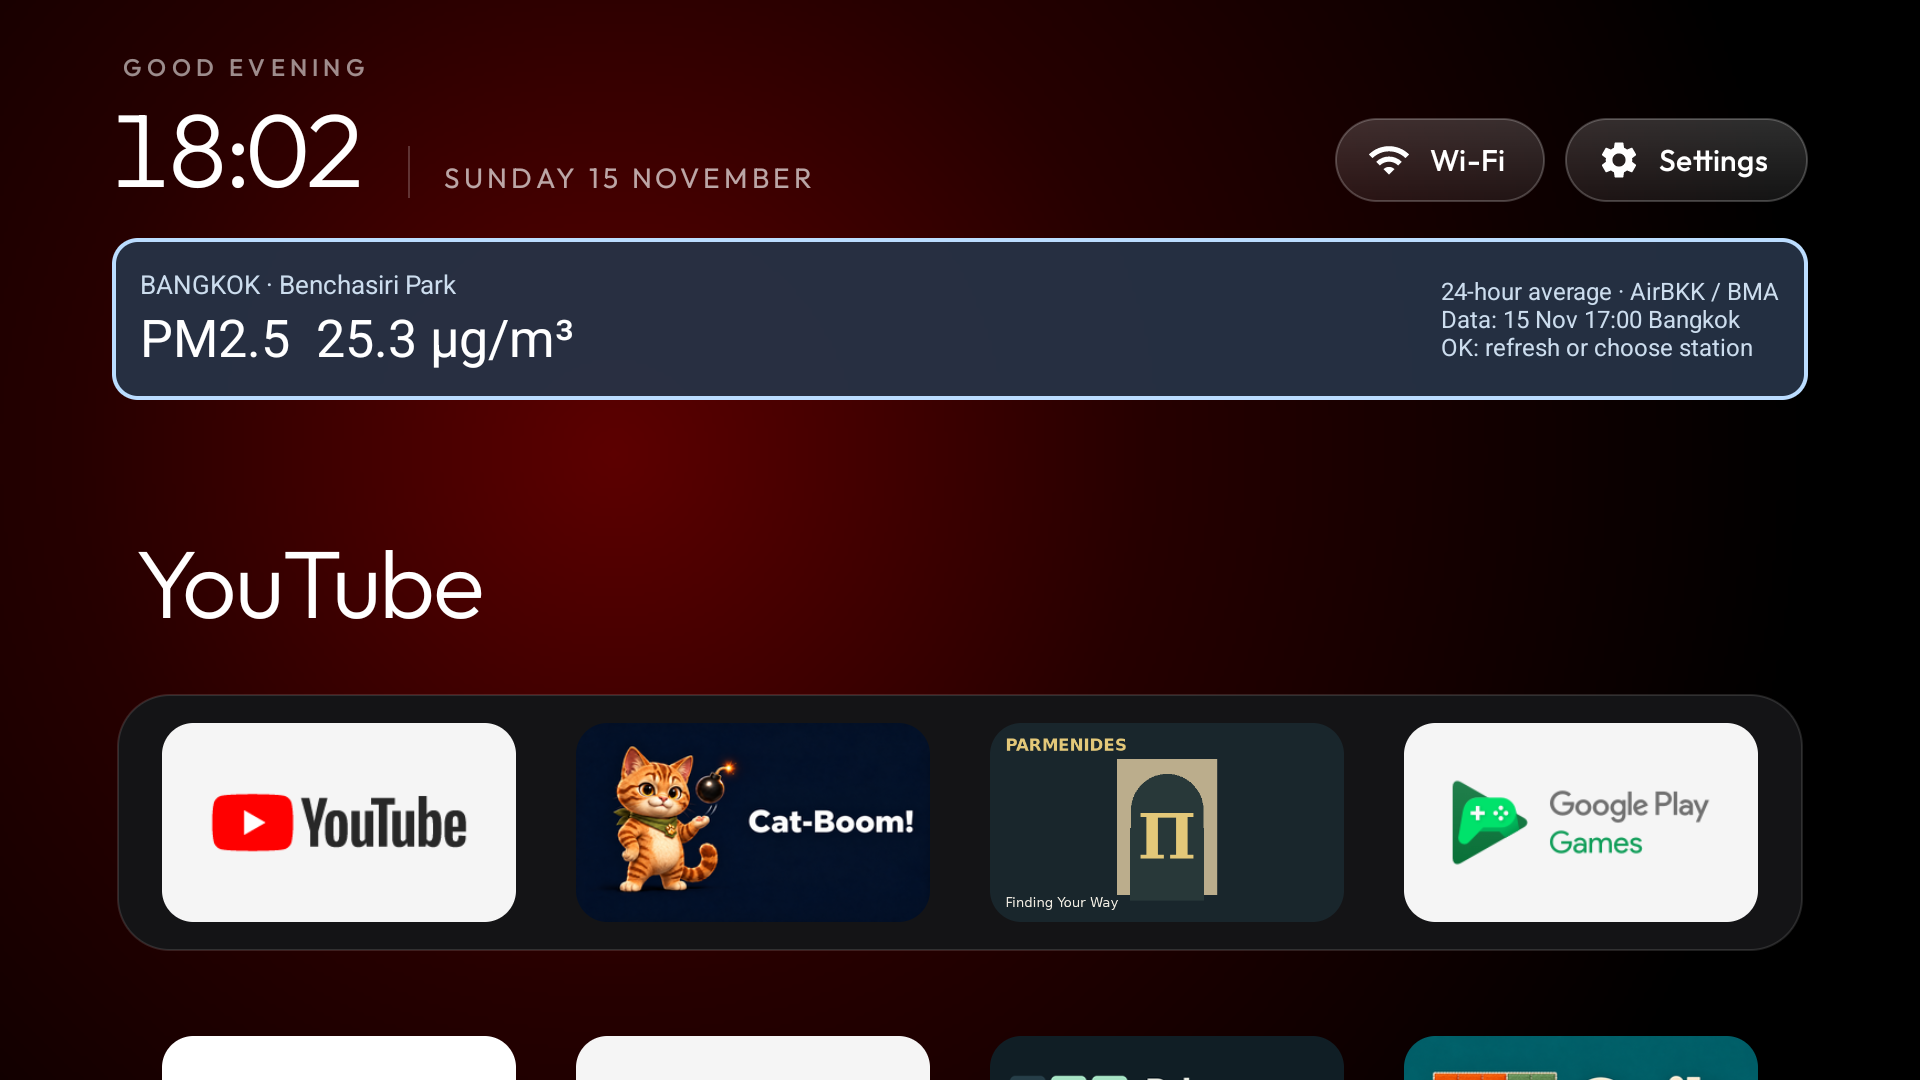 GOOD EVENING
18:02
SUNDAY 15 NOVEMBER
Wi-Fi
Settings
BANGKOK · Benchasiri Park
PM2.5 25.3 µg/m³
24-hour average · AirBKK / BMA
Data: 15 Nov 17:00 Bangkok
OK: refresh or choose station
YouTube
YouTube
Cat-Boom!
PARMENIDES
Π
Finding Your Way
Google Play
Games